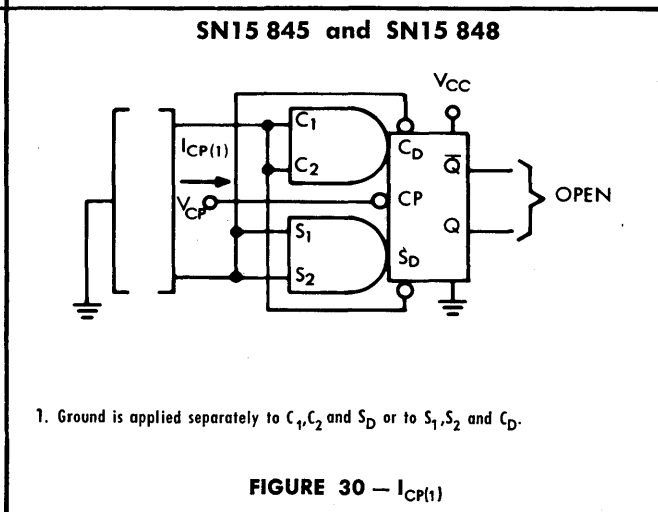 SN15 845 and SN15 848
VCC
C1
ICP(1)
CD
Q̅
C2
VCP
CP
OPEN
S1
Q
SD
S2
1. Ground is applied separately to C1,C2 and SD or to S1,S2 and CD.
FIGURE 30 — ICP(1)